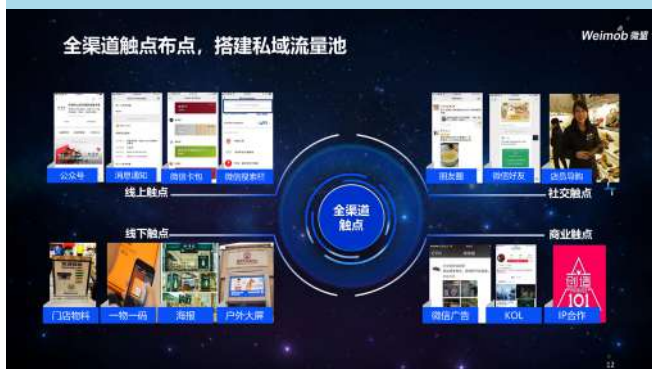 全渠道触点布点，搭建私域流量池
Weimob 微盟
公众号
消息通知
微信卡包
微信搜索栏
朋友圈
微信好友
店员导购
线上触点
社交触点
全渠道
触点
线下触点
商业触点
门店物料
一物一码
海报
户外大屏
微信广告
KOL
IP合作
创造
101
12